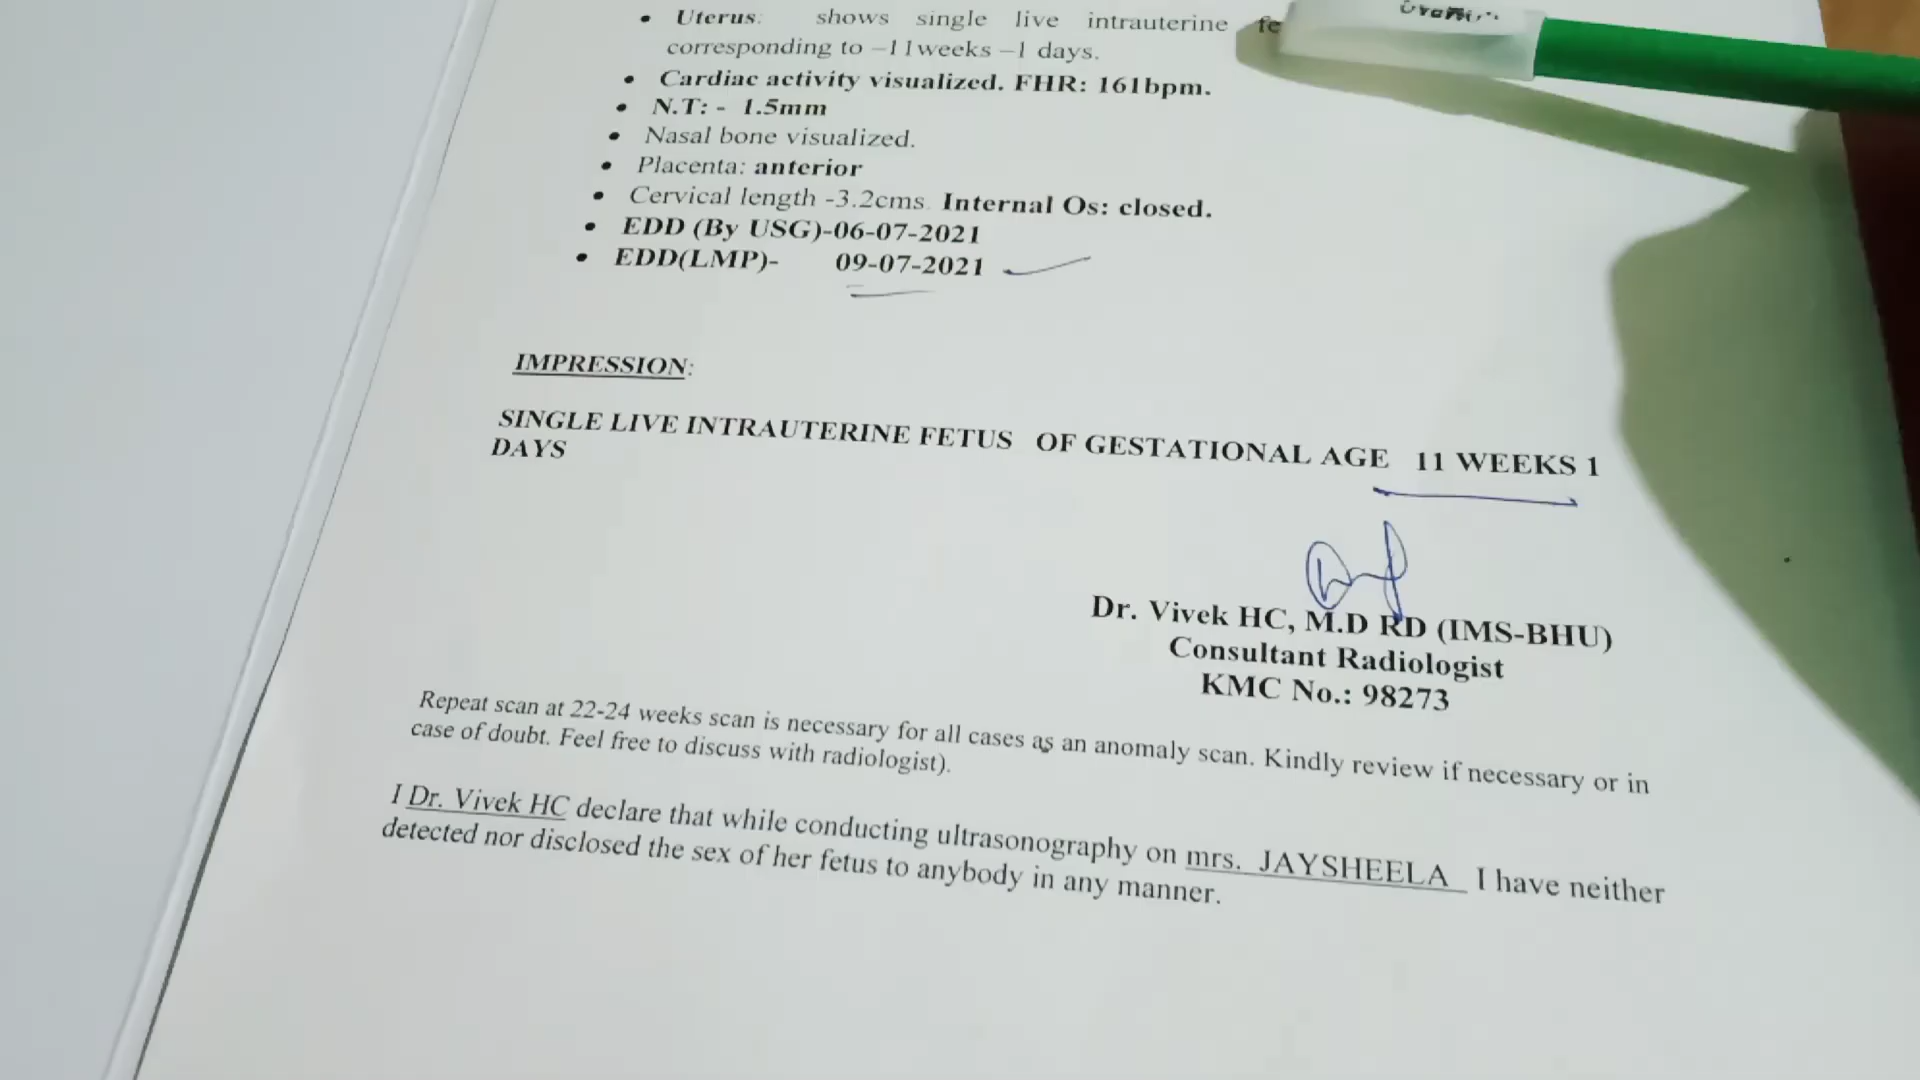 • Uterus: shows single live intrauterine fe
corresponding to –11weeks –1 days.
• Cardiac activity visualized. FHR: 161bpm.
• N.T: - 1.5mm
• Nasal bone visualized.
• Placenta: anterior
• Cervical length -3.2cms. Internal Os: closed.
• EDD (By USG)-06-07-2021
• EDD(LMP)- 09-07-2021
IMPRESSION:
SINGLE LIVE INTRAUTERINE FETUS OF GESTATIONAL AGE 11 WEEKS 1
DAYS
Dr. Vivek HC, M.D RD (IMS-BHU)
Consultant Radiologist
KMC No.: 98273
Repeat scan at 22-24 weeks scan is necessary for all cases as an anomaly scan. Kindly review if necessary or in
case of doubt. Feel free to discuss with radiologist).
I Dr. Vivek HC declare that while conducting ultrasonography on mrs. JAYSHEELA I have neither
detected nor disclosed the sex of her fetus to anybody in any manner.